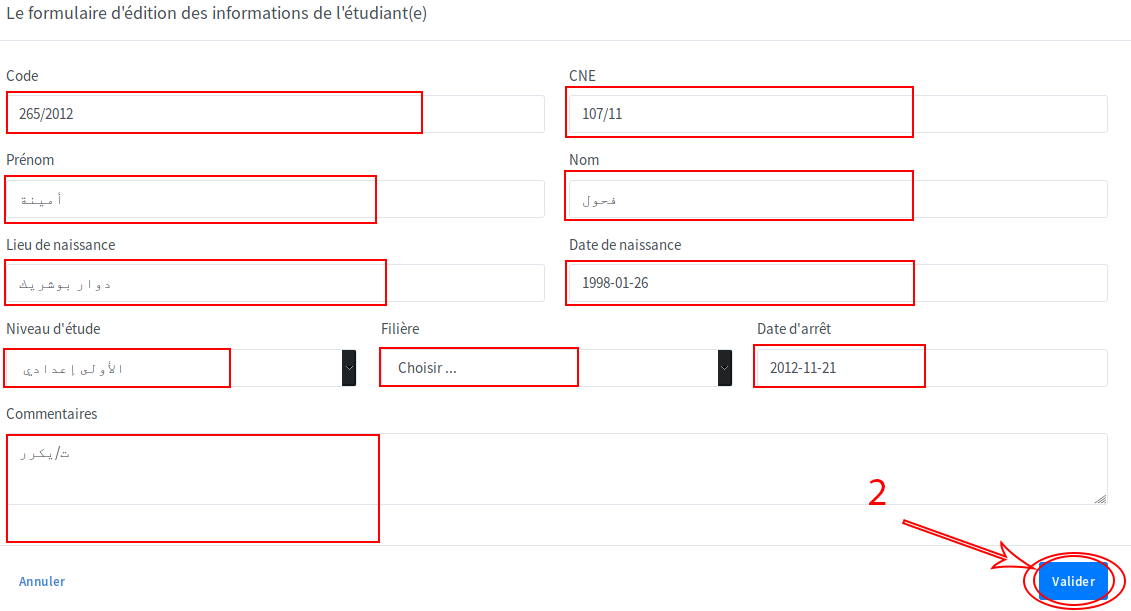 Le formulaire d'édition des informations de l'étudiant(e)
Code CNE
265/2012 107/11
Prénom Nom
أمينة فحول
Lieu de naissance Date de naissance
دوار بوشريك 1998-01-26
Niveau d'étude Filière Date d'arrêt
الأولى إعدادي Choisir ... 2012-11-21
Commentaires
ت/يكرر
2
Annuler Valider